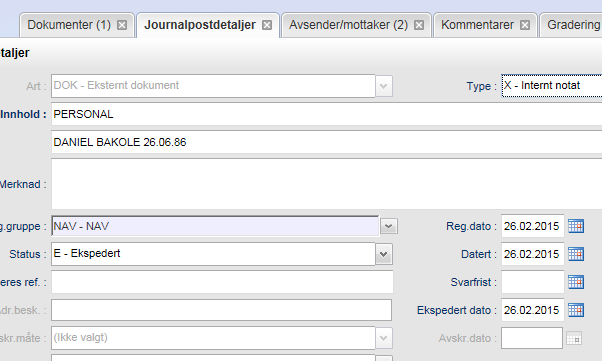 Dokumenter (1) Journalpostdetaljer Avsender/mottaker (2) Kommentarer Gradering
taljer
Art : DOK - Eksternt dokument Type : X - Internt notat
Innhold : PERSONAL
DANIEL BAKOLE 26.06.86
Merknad :
g.gruppe : NAV - NAV Reg.dato : 26.02.2015
Status : E - Ekspedert Datert : 26.02.2015
eres ref. : Svarfrist :
Adr.besk. : Ekspedert dato : 26.02.2015
skr.måte : (Ikke valgt) Avskr.dato :